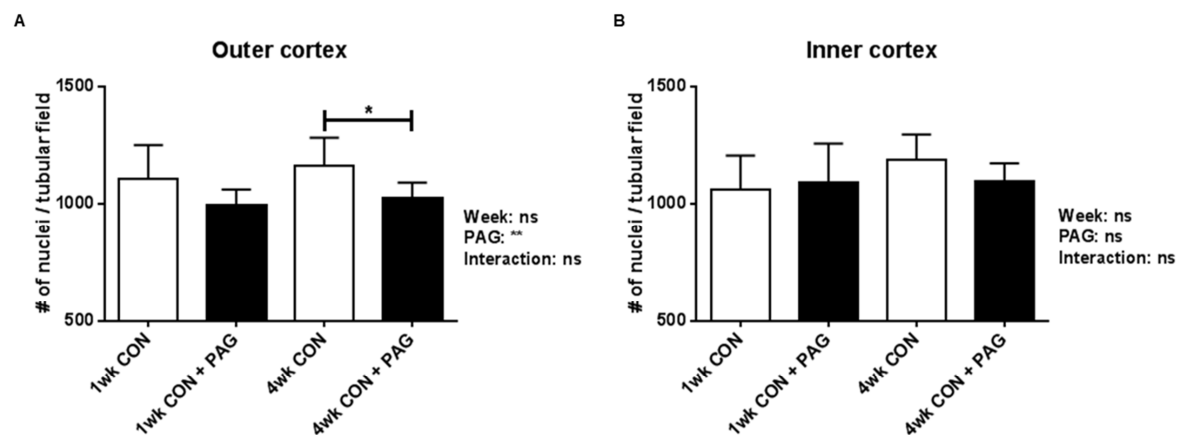 A
Outer cortex
# of nuclei / tubular field
1500
1000
500
*
1wk CON
1wk CON + PAG
4wk CON
4wk CON + PAG
Week: ns
PAG: **
Interaction: ns
B
Inner cortex
# of nuclei / tubular field
1500
1000
500
1wk CON
1wk CON + PAG
4wk CON
4wk CON + PAG
Week: ns
PAG: ns
Interaction: ns